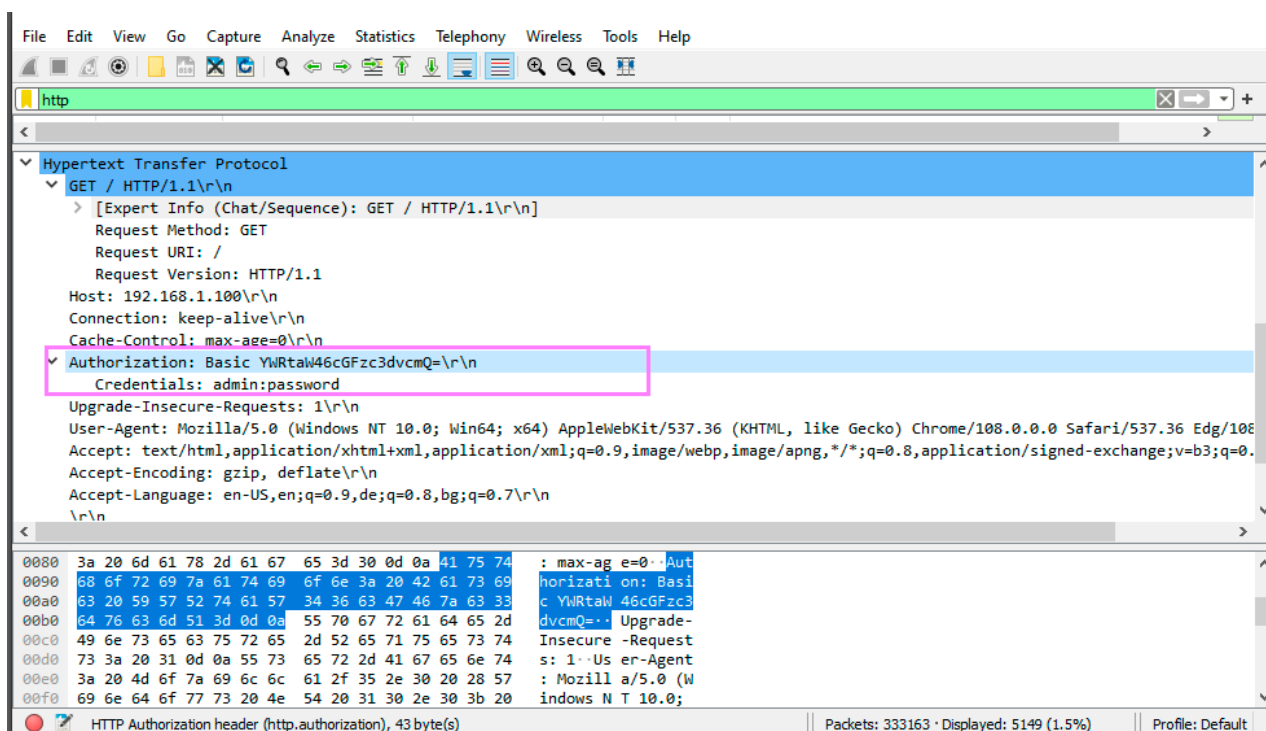 File Edit View Go Capture Analyze Statistics Telephony Wireless Tools Help
http
Hypertext Transfer Protocol
GET / HTTP/1.1\r\n
[Expert Info (Chat/Sequence): GET / HTTP/1.1\r\n]
Request Method: GET
Request URI: /
Request Version: HTTP/1.1
Host: 192.168.1.100\r\n
Connection: keep-alive\r\n
Cache-Control: max-age=0\r\n
Authorization: Basic YWRtaW46cGFzc3dvcmQ=\r\n
Credentials: admin:password
Upgrade-Insecure-Requests: 1\r\n
User-Agent: Mozilla/5.0 (Windows NT 10.0; Win64; x64) AppleWebKit/537.36 (KHTML, like Gecko) Chrome/108.0.0.0 Safari/537.36 Edg/108
Accept: text/html,application/xhtml+xml,application/xml;q=0.9,image/webp,image/apng,*/*;q=0.8,application/signed-exchange;v=b3;q=0.
Accept-Encoding: gzip, deflate\r\n
Accept-Language: en-US,en;q=0.9,de;q=0.8,bg;q=0.7\r\n
\r\n
0080 3a 20 6d 61 78 2d 61 67 65 3d 30 0d 0a 41 75 74 : max-ag e=0··Aut
0090 68 6f 72 69 7a 61 74 69 6f 6e 3a 20 42 61 73 69 horizati on: Basi
00a0 63 20 59 57 52 74 61 57 34 36 63 47 46 7a 63 33 c YWRtaW 46cGFzc3
00b0 64 76 63 6d 51 3d 0d 0a 55 70 67 72 61 64 65 2d dvcmQ=·· Upgrade-
00c0 49 6e 73 65 63 75 72 65 2d 52 65 71 75 65 73 74 Insecure -Request
00d0 73 3a 20 31 0d 0a 55 73 65 72 2d 41 67 65 6e 74 s: 1··Us er-Agent
00e0 3a 20 4d 6f 7a 69 6c 6c 61 2f 35 2e 30 20 28 57 : Mozill a/5.0 (W
00f0 69 6e 64 6f 77 73 20 4e 54 20 31 30 2e 30 3b 20 indows N T 10.0;
HTTP Authorization header (http.authorization), 43 byte(s) Packets: 333163 · Displayed: 5149 (1.5%) Profile: Default